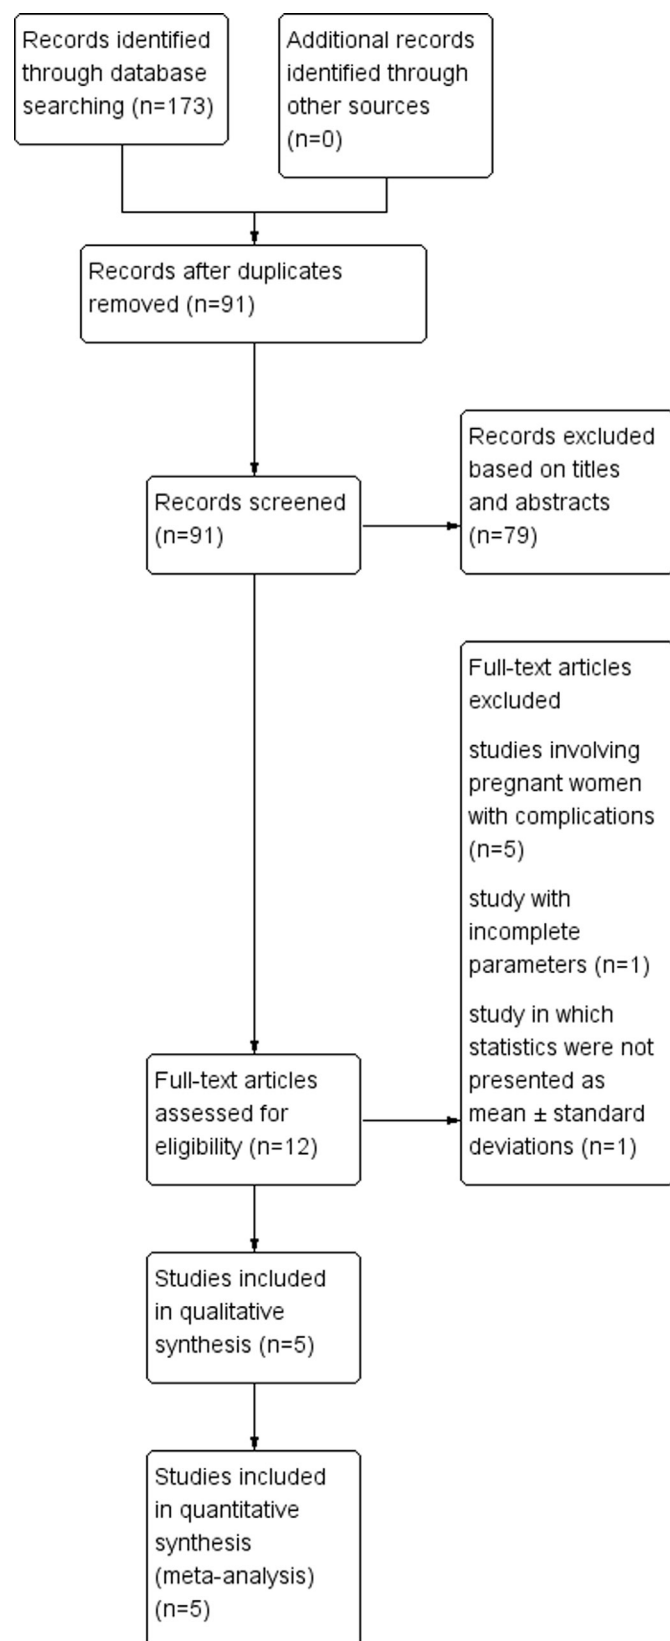 Records identified
through database
searching (n=173)
Additional records
identified through
other sources
(n=0)
Records after duplicates
removed (n=91)
Records screened
(n=91)
Records excluded
based on titles
and abstracts
(n=79)
Full-text articles
excluded
studies involving
pregnant women
with complications
(n=5)
study with
incomplete
parameters (n=1)
study in which
statistics were not
presented as
mean ± standard
deviations (n=1)
Full-text articles
assessed for
eligibility (n=12)
Studies included
in qualitative
synthesis (n=5)
Studies included
in quantitative
synthesis
(meta-analysis)
(n=5)